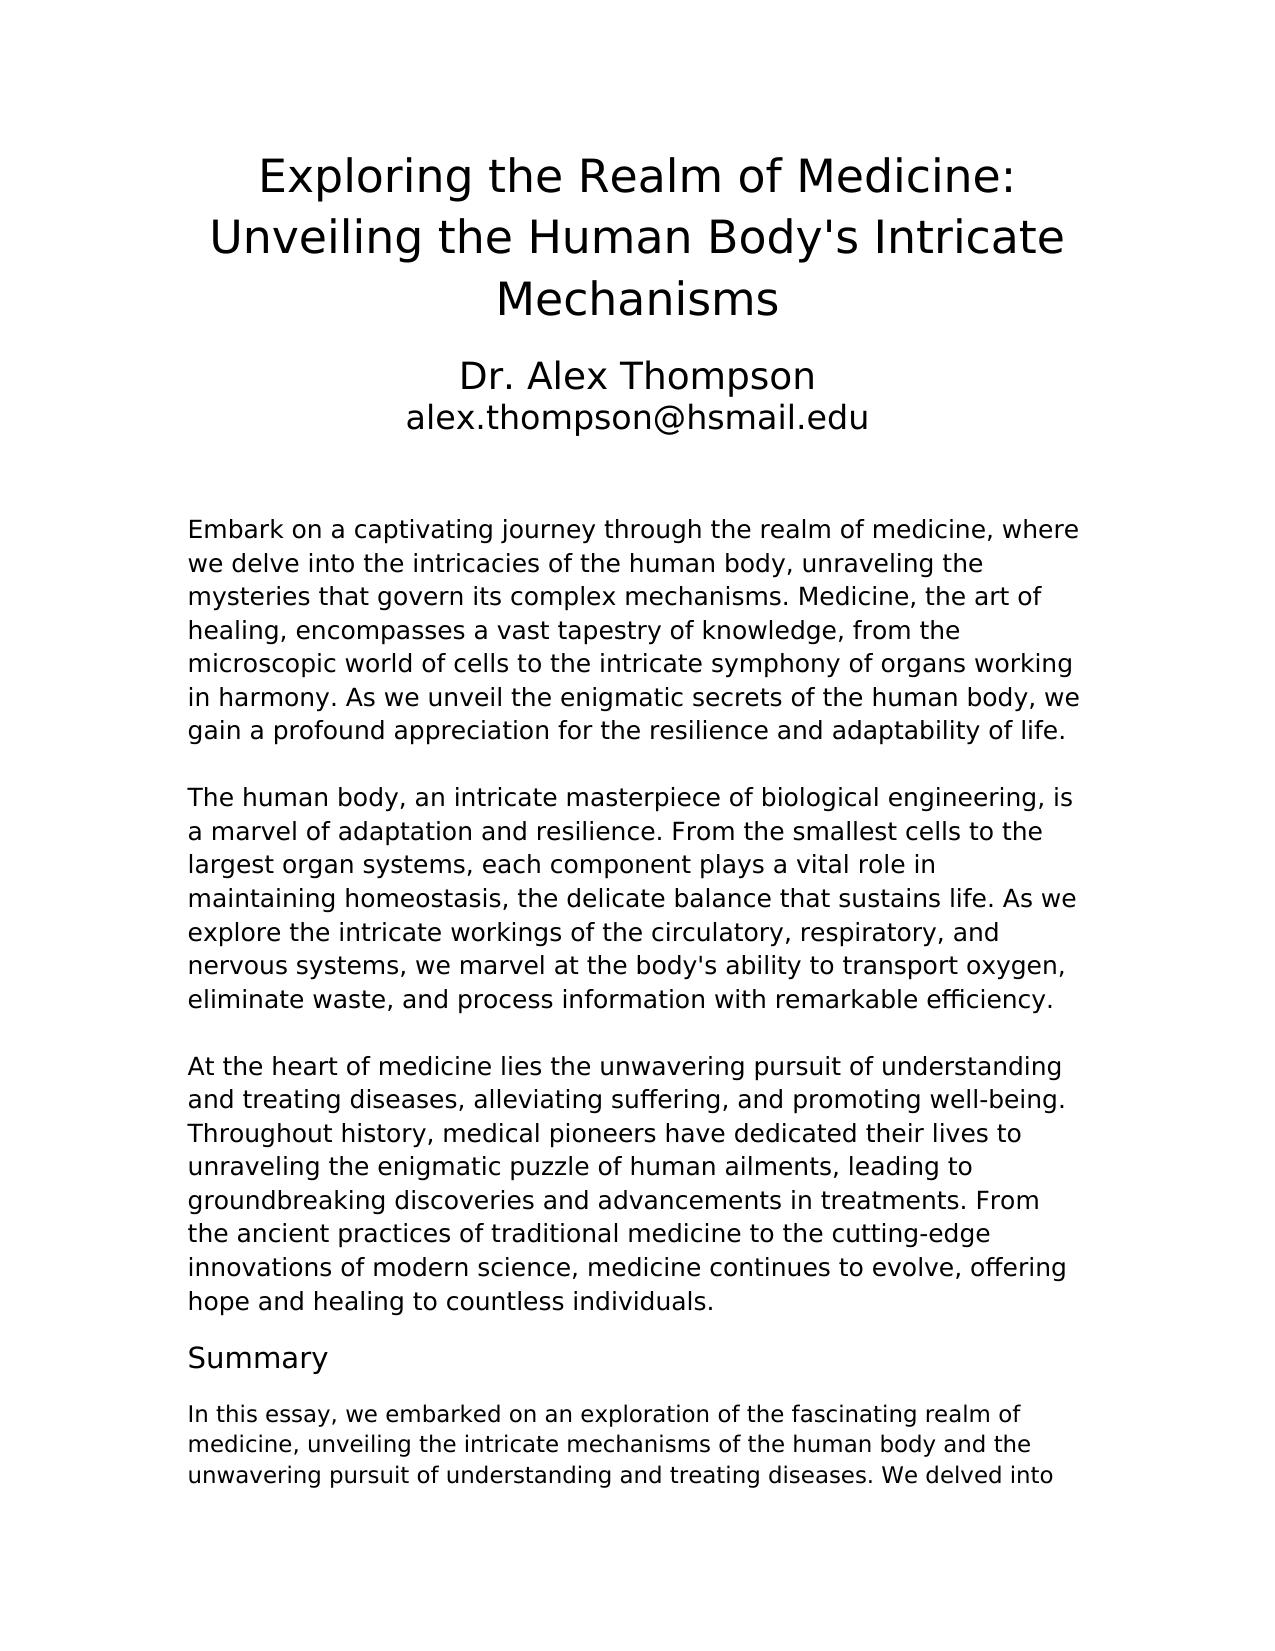 Exploring the Realm of Medicine:
Unveiling the Human Body's Intricate
Mechanisms
Dr. Alex Thompson
alex.thompson@hsmail.edu
Embark on a captivating journey through the realm of medicine, where
we delve into the intricacies of the human body, unraveling the
mysteries that govern its complex mechanisms. Medicine, the art of
healing, encompasses a vast tapestry of knowledge, from the
microscopic world of cells to the intricate symphony of organs working
in harmony. As we unveil the enigmatic secrets of the human body, we
gain a profound appreciation for the resilience and adaptability of life.
The human body, an intricate masterpiece of biological engineering, is
a marvel of adaptation and resilience. From the smallest cells to the
largest organ systems, each component plays a vital role in
maintaining homeostasis, the delicate balance that sustains life. As we
explore the intricate workings of the circulatory, respiratory, and
nervous systems, we marvel at the body's ability to transport oxygen,
eliminate waste, and process information with remarkable efficiency.
At the heart of medicine lies the unwavering pursuit of understanding
and treating diseases, alleviating suffering, and promoting well-being.
Throughout history, medical pioneers have dedicated their lives to
unraveling the enigmatic puzzle of human ailments, leading to
groundbreaking discoveries and advancements in treatments. From
the ancient practices of traditional medicine to the cutting-edge
innovations of modern science, medicine continues to evolve, offering
hope and healing to countless individuals.
Summary
In this essay, we embarked on an exploration of the fascinating realm of
medicine, unveiling the intricate mechanisms of the human body and the
unwavering pursuit of understanding and treating diseases. We delved into